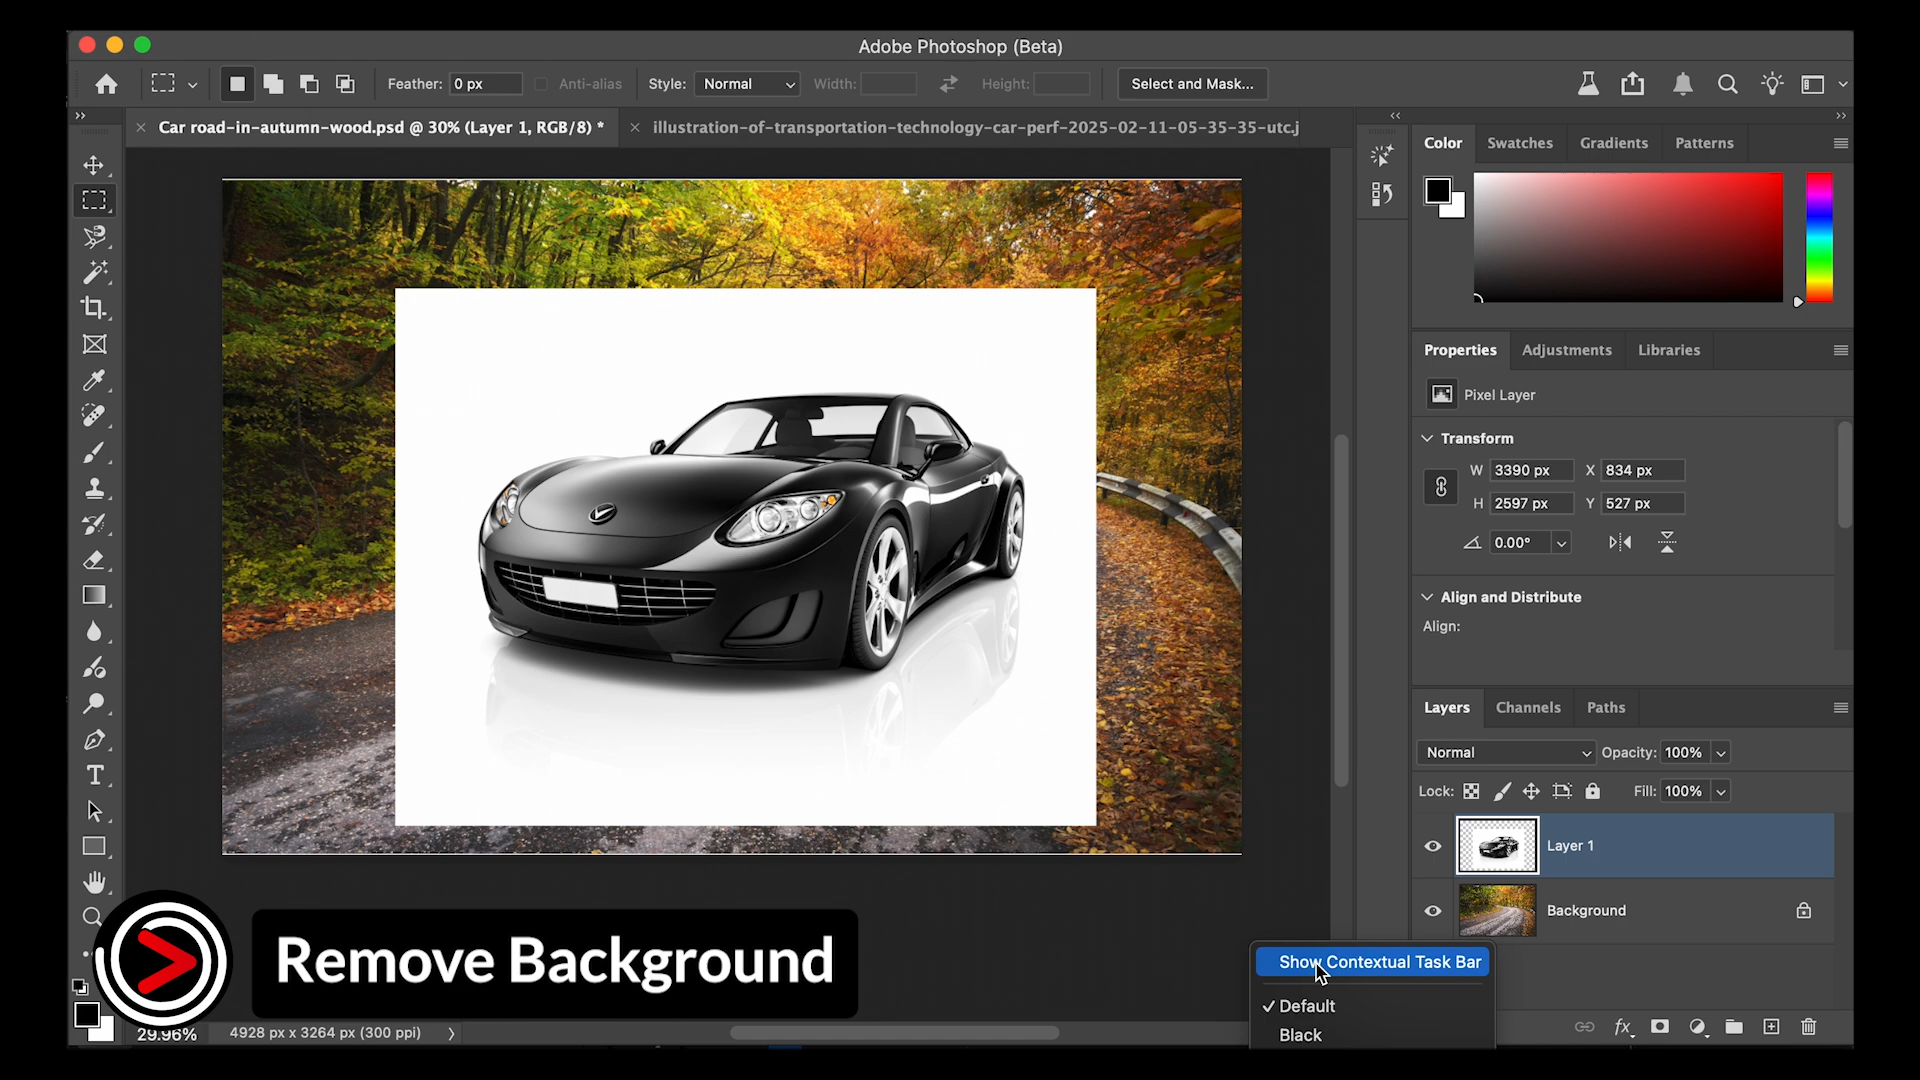 Adobe Photoshop (Beta)
Feather: 0 px Anti-alias Style: Normal Width: Height: Select and Mask...
Car road-in-autumn-wood.psd @ 30% (Layer 1, RGB/8) *
illustration-of-transportation-technology-car-perf-2025-02-11-05-35-35-utc.j
Color Swatches Gradients Patterns
Properties Adjustments Libraries
Pixel Layer
Transform
W 3390 px X 834 px
H 2597 px Y 527 px
0.00°
Align and Distribute
Align:
Layers Channels Paths
Normal Opacity: 100%
Lock: Fill: 100%
Layer 1
Background
Remove Background
Show Contextual Task Bar
Default
Black
29.96% 4928 px x 3264 px (300 ppi)
fx